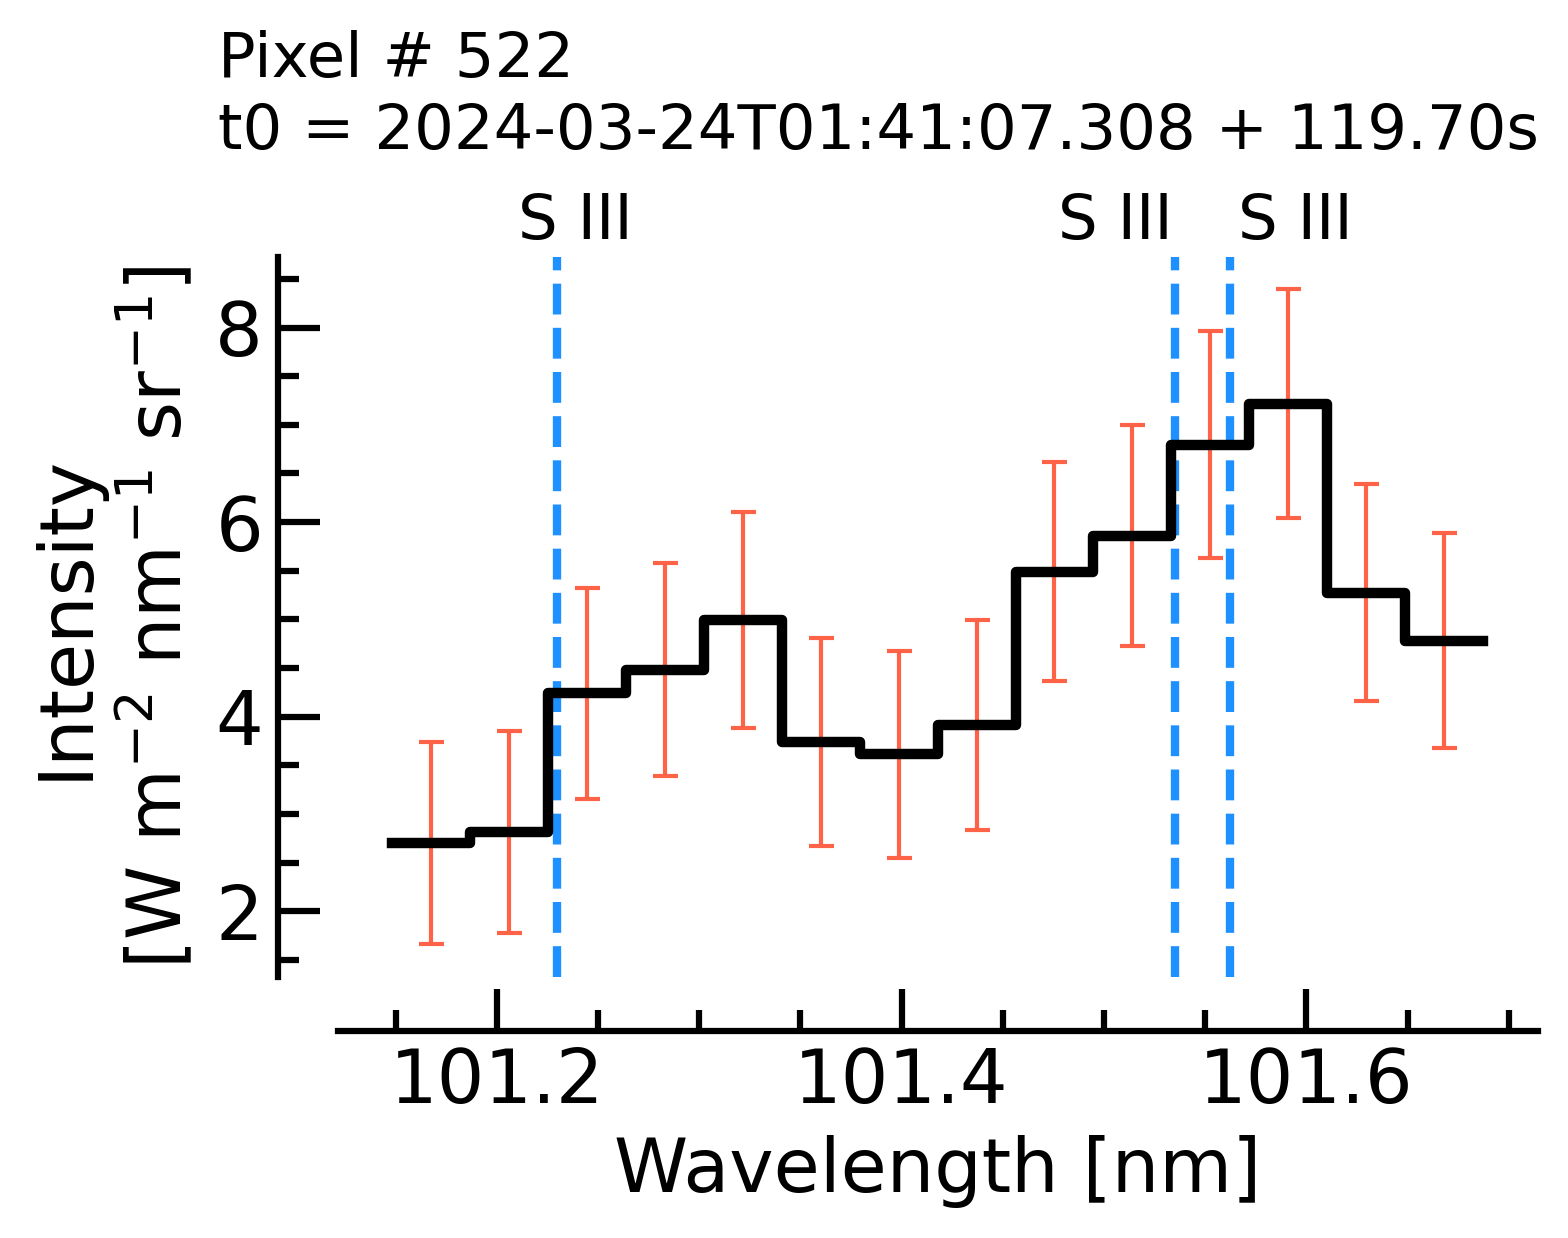 Pixel # 522
t0 = 2024-03-24T01:41:07.308 + 119.70s
S III S III S III
Intensity
[W m⁻² nm⁻¹ sr⁻¹]
8
6
4
2
101.2 101.4 101.6
Wavelength [nm]